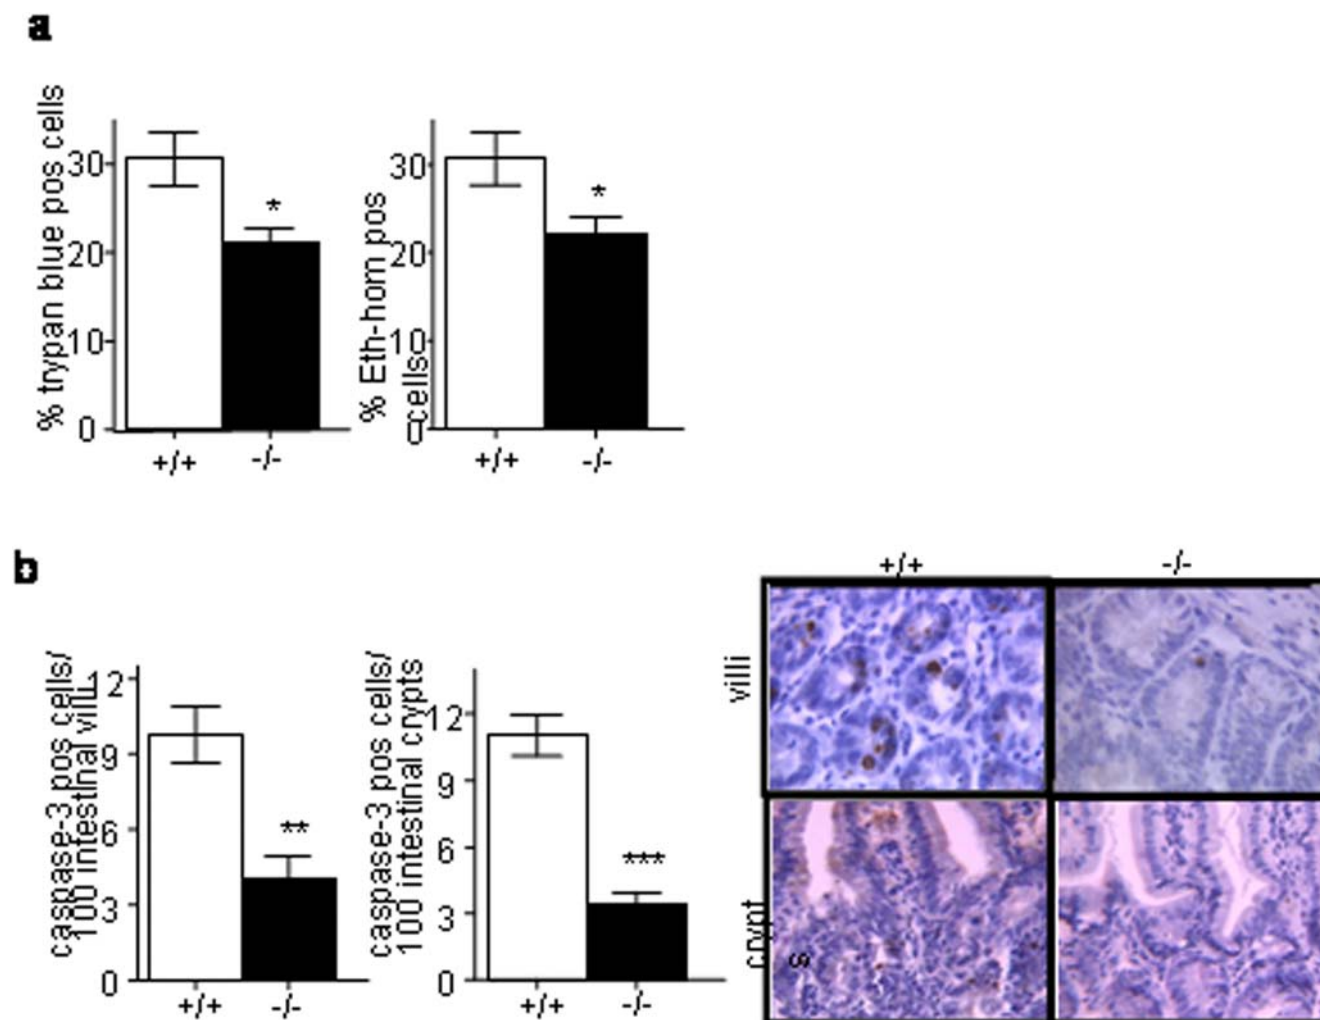 a
% trypan blue pos cells
30
20
10
0
+/+
-/-
*
% Eth-hom pos
cells
30
20
10
0
+/+
-/-
*
b
caspase-3 pos cells/
100 intestinal villi
12
9
6
3
0
+/+
-/-
**
caspase-3 pos cells/
100 intestinal crypts
12
9
6
3
0
+/+
-/-
***
+/+
-/-
villi
crypt
s